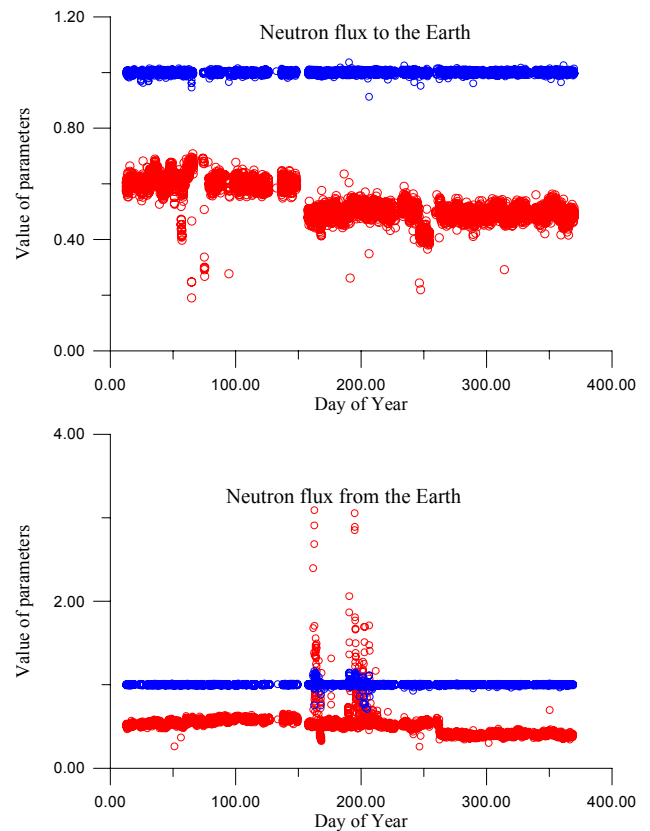 Neutron flux to the Earth
Value of parameters
1.20
0.80
0.40
0.00
0.00 100.00 200.00 300.00 400.00
Day of Year
Neutron flux from the Earth
Value of parameters
4.00
2.00
0.00
0.00 100.00 200.00 300.00 400.00
Day of Year